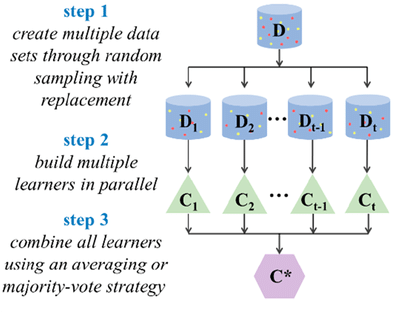 step 1
create multiple data
sets through random
sampling with
replacement
D
D1 D2 ••• Dt-1 Dt
step 2
build multiple
learners in parallel
C1 C2 ••• Ct-1 Ct
step 3
combine all learners
using an averaging or
majority-vote strategy
C*